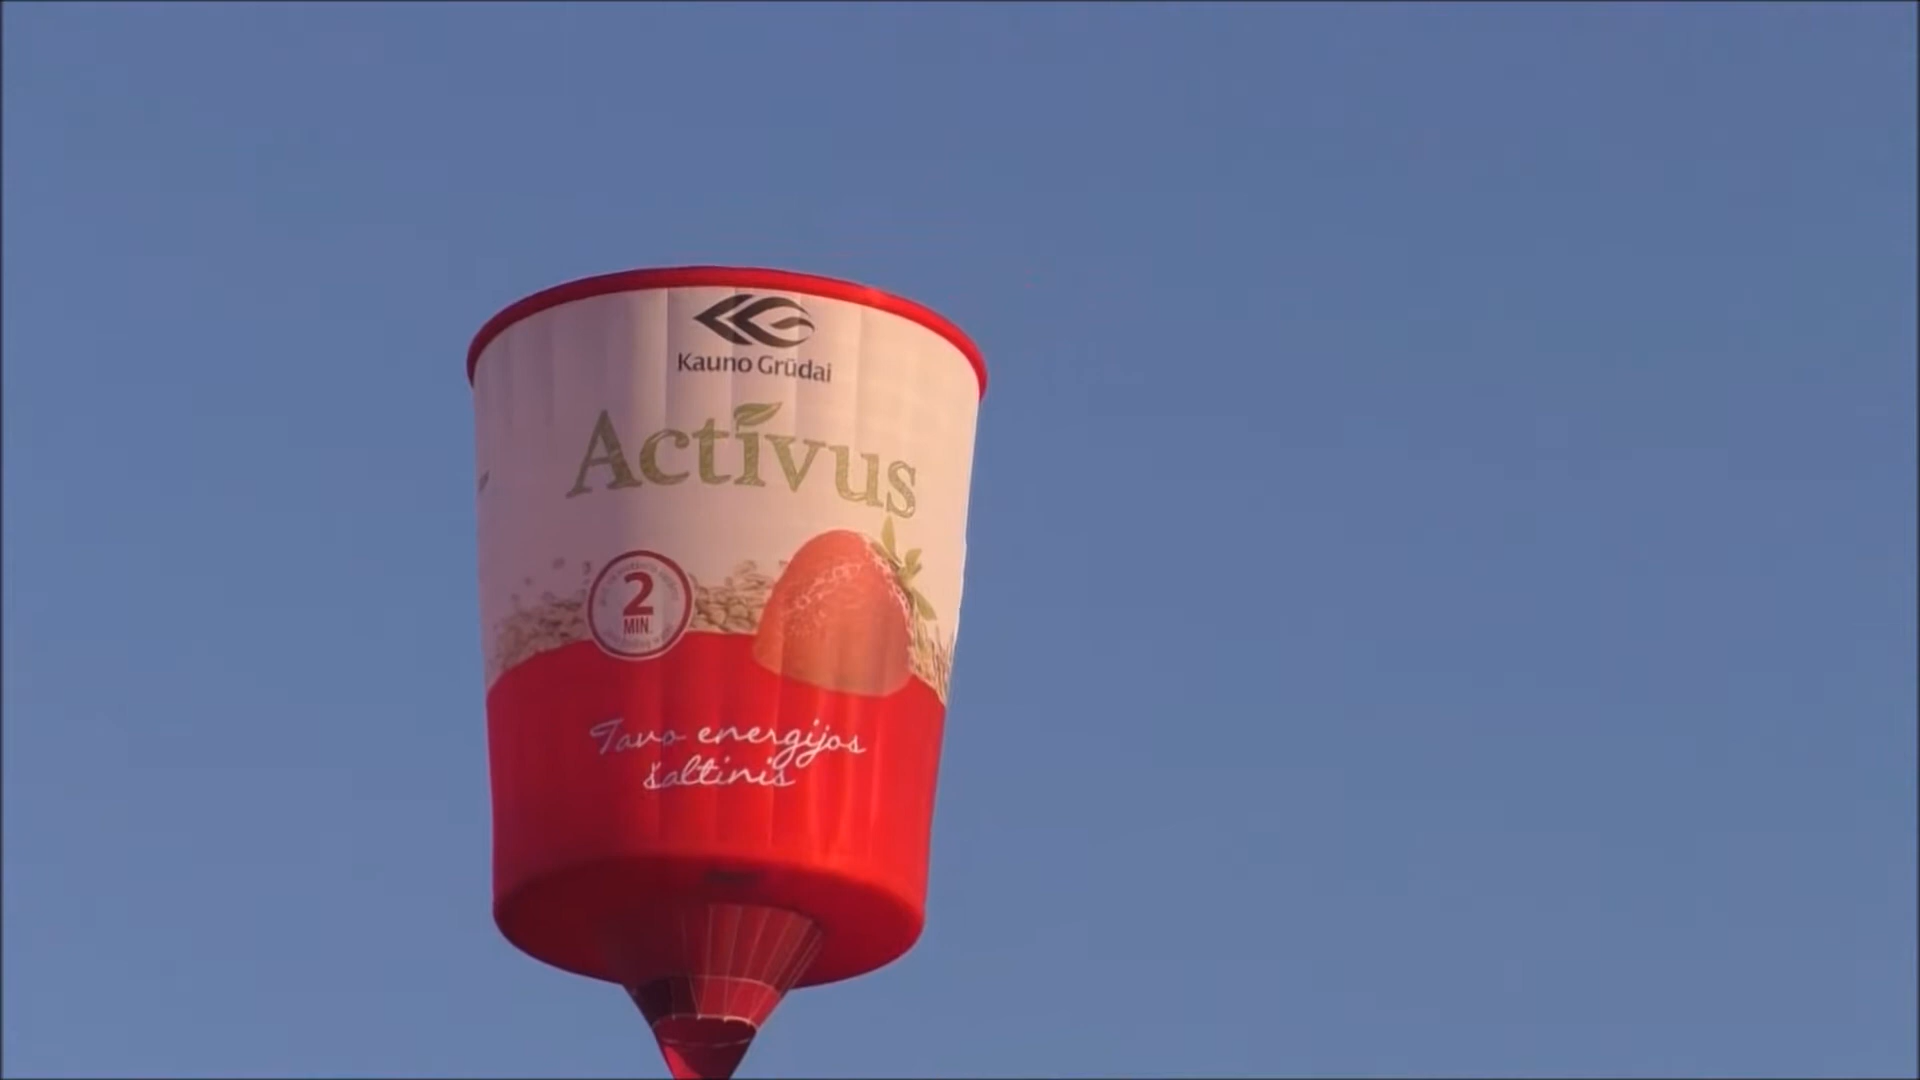 Kauno Grūdai
Activus
2
MIN.
Tavo energijos
šaltinis